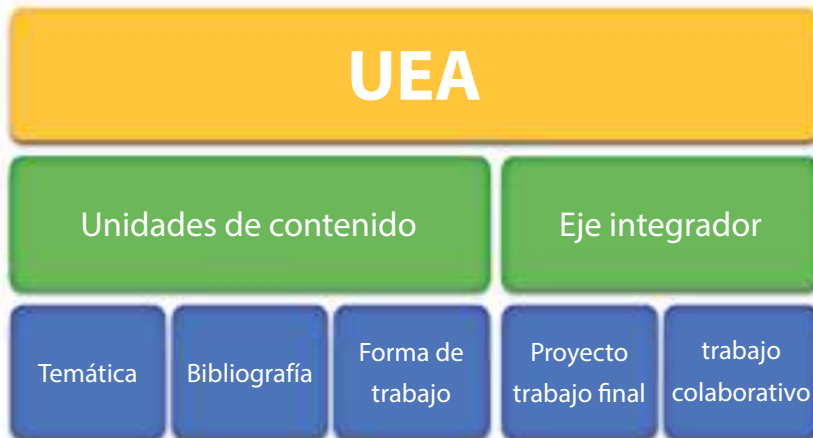 UEA
Unidades de contenido
Eje integrador
Temática
Bibliografía
Forma de
trabajo
Proyecto
trabajo final
trabajo
colaborativo